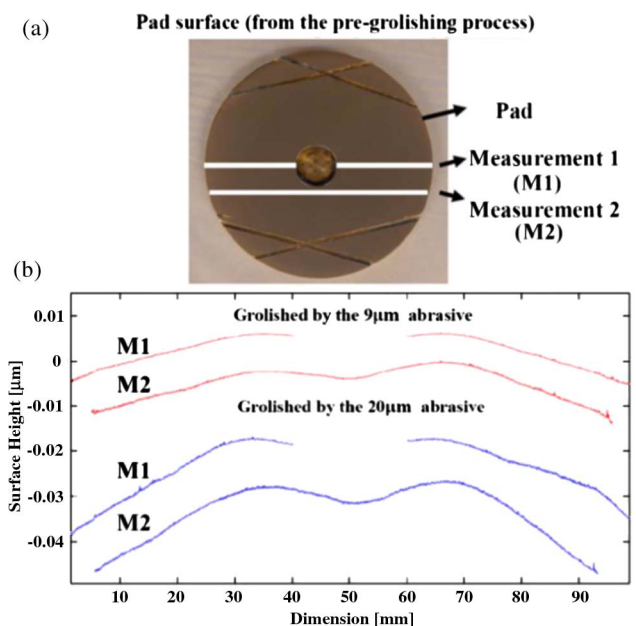 (a)
Pad surface (from the pre-grolishing process)
Pad
Measurement 1
(M1)
Measurement 2
(M2)
(b)
0.01
0
-0.01
-0.02
-0.03
-0.04
Surface Height [μm]
Grolished by the 9μm abrasive
M1
M2
Grolished by the 20μm abrasive
M1
M2
10 20 30 40 50 60 70 80 90
Dimension [mm]